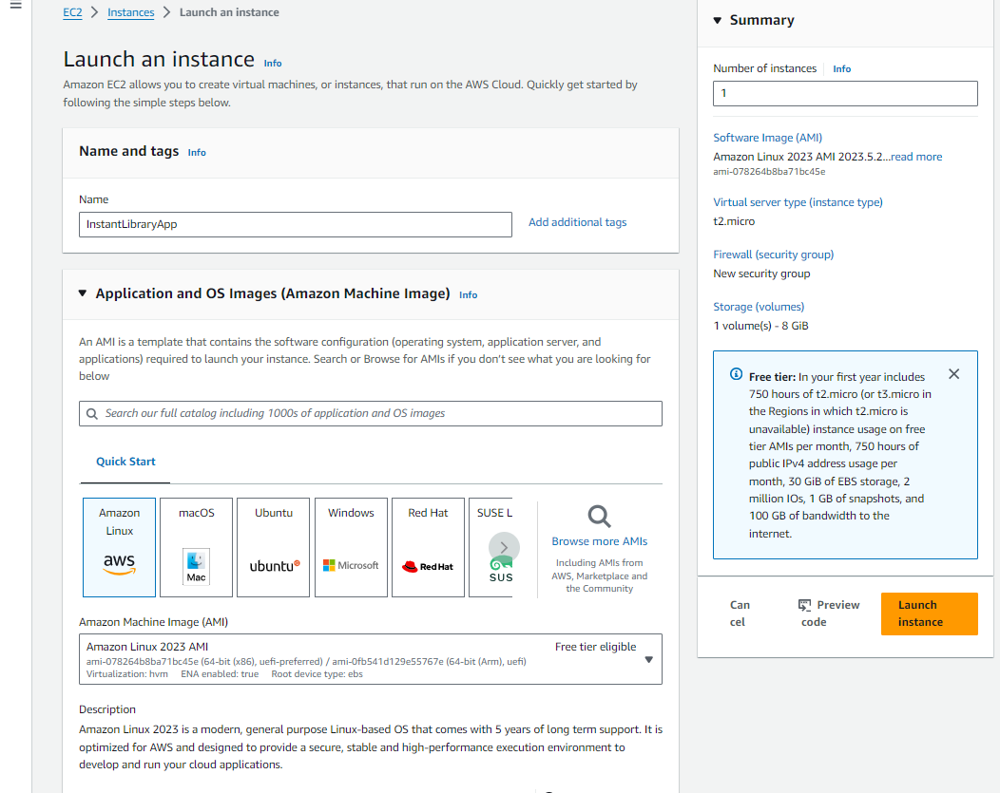 EC2 > Instances > Launch an instance
Launch an instance Info
Amazon EC2 allows you to create virtual machines, or instances, that run on the AWS Cloud. Quickly get started by
following the simple steps below.
Name and tags Info
Name
InstantLibraryApp
Add additional tags
Application and OS Images (Amazon Machine Image) Info
An AMI is a template that contains the software configuration (operating system, application server, and
applications) required to launch your instance. Search or Browse for AMIs if you don't see what you are looking for
below
Search our full catalog including 1000s of application and OS images
Quick Start
Amazon
Linux
aws
macOS
Mac
Ubuntu
ubuntu
Windows
Microsoft
Red Hat
Red Hat
SUSE L
SUS
Browse more AMIs
Including AMIs from
AWS, Marketplace and
the Community
Amazon Machine Image (AMI)
Amazon Linux 2023 AMI
Free tier eligible
ami-078264b8ba71bc45e (64-bit (x86), uefi-preferred) / ami-0fb541d129e55767e (64-bit (Arm), uefi)
Virtualization: hvm ENA enabled: true Root device type: ebs
Description
Amazon Linux 2023 is a modern, general purpose Linux-based OS that comes with 5 years of long term support. It is
optimized for AWS and designed to provide a secure, stable and high-performance execution environment to
develop and run your cloud applications.
Summary
Number of instances Info
1
Software Image (AMI)
Amazon Linux 2023 AMI 2023.5.2...read more
ami-078264b8ba71bc45e
Virtual server type (instance type)
t2.micro
Firewall (security group)
New security group
Storage (volumes)
1 volume(s) - 8 GiB
Free tier: In your first year includes
750 hours of t2.micro (or t3.micro in
the Regions in which t2.micro is
unavailable) instance usage on free
tier AMIs per month, 750 hours of
public IPv4 address usage per
month, 30 GiB of EBS storage, 2
million IOs, 1 GB of snapshots, and
100 GB of bandwidth to the
internet.
Can
cel
Preview
code
Launch
instance